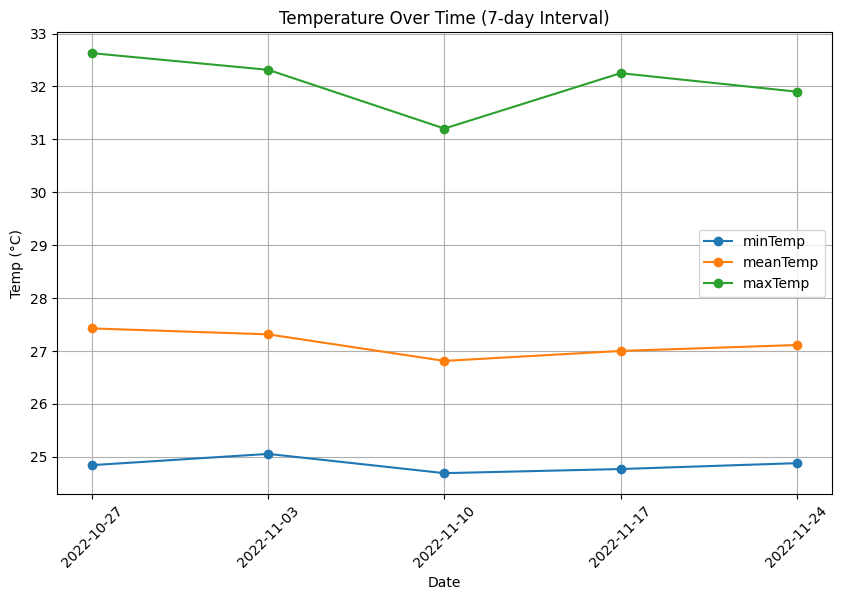 Temperature Over Time (7-day Interval)
Temp (°C)
33
32
31
30
29
28
27
26
25
minTemp
meanTemp
maxTemp
2022-10-27
2022-11-03
2022-11-10
2022-11-17
2022-11-24
Date